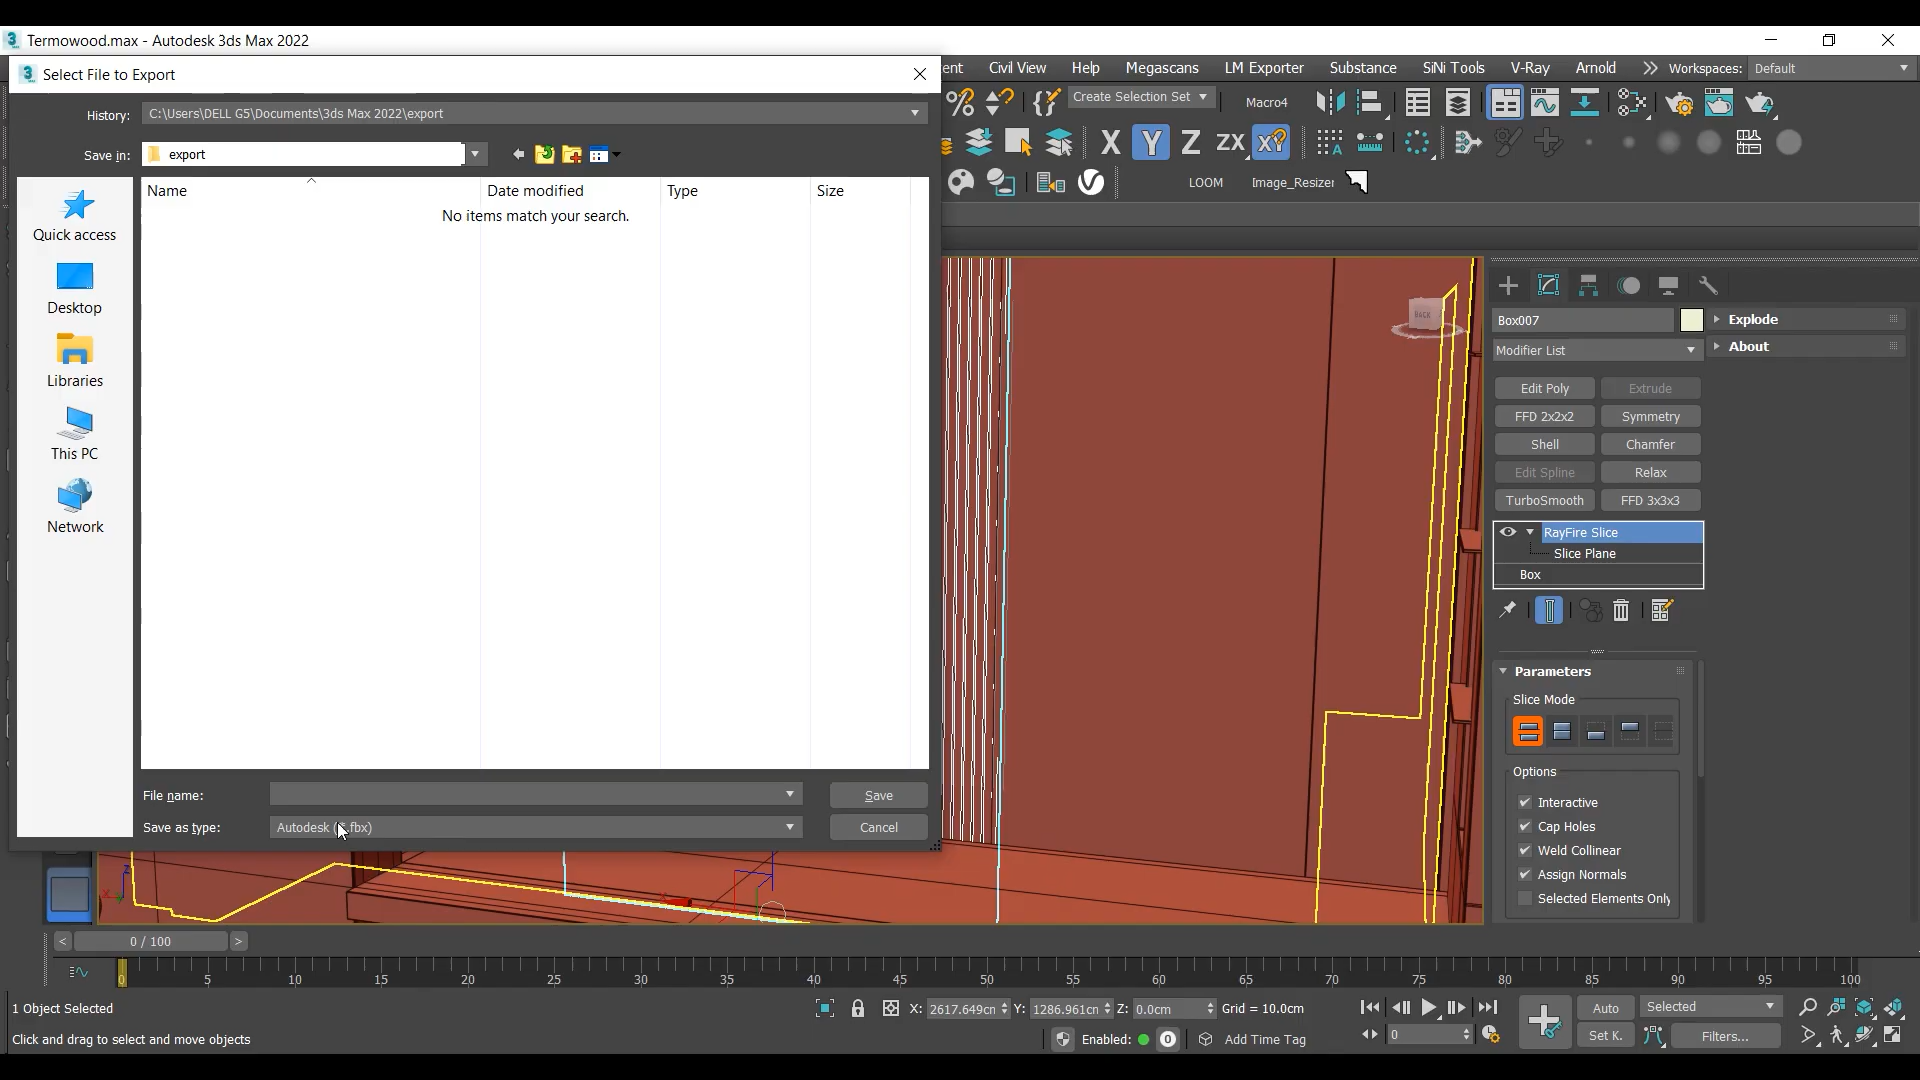 Termowood.max - Autodesk 3ds Max 2022
Select File to Export
Civil View
Help
Megascans
LM Exporter
Substance
SiNi Tools
V-Ray
Arnold
Workspaces:
Default
History:
C:\Users\DELL G5\Documents\3ds Max 2022\export
Create Selection Set
Macro4
Save in:
export
X
Y
Z
ZX
LOOM
Image_Resizer
Name
Date modified
Type
Size
No items match your search.
Quick access
Desktop
Libraries
This PC
Network
BACK
Box007
Explode
Modifier List
About
Edit Poly
Extrude
FFD 2x2x2
Symmetry
Shell
Chamfer
Edit Spline
Relax
TurboSmooth
FFD 3x3x3
RayFire Slice
Slice Plane
Box
Parameters
Slice Mode
Options
Interactive
Cap Holes
Weld Collinear
Assign Normals
Selected Elements Only
File name:
Save
Save as type:
Autodesk (*.fbx)
Cancel
<
0 / 100
>
0 5 10 15 20 25 30 35 40 45 50 55 60 65 70 75 80 85 90 95 100
1 Object Selected
X: 2617.649cm
Y: 1286.961cm
Z: 0.0cm
Grid = 10.0cm
Auto
Selected
Click and drag to select and move objects
Enabled:
0
Add Time Tag
0
Set K.
Filters...